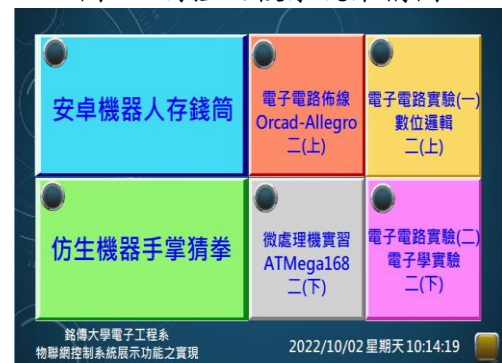 安卓機器人存錢筒
電子電路佈線
Orcad-Allegro
二(上)
電子電路實驗(一)
數位邏輯
二(上)
仿生機器手掌猜拳
微處理機實習
ATMega168
二(下)
電子電路實驗(二)
電子學實驗
二(下)
銘傳大學電子工程系
物聯網控制系統展示功能之實現
2022/10/02 星期天 10:14:19